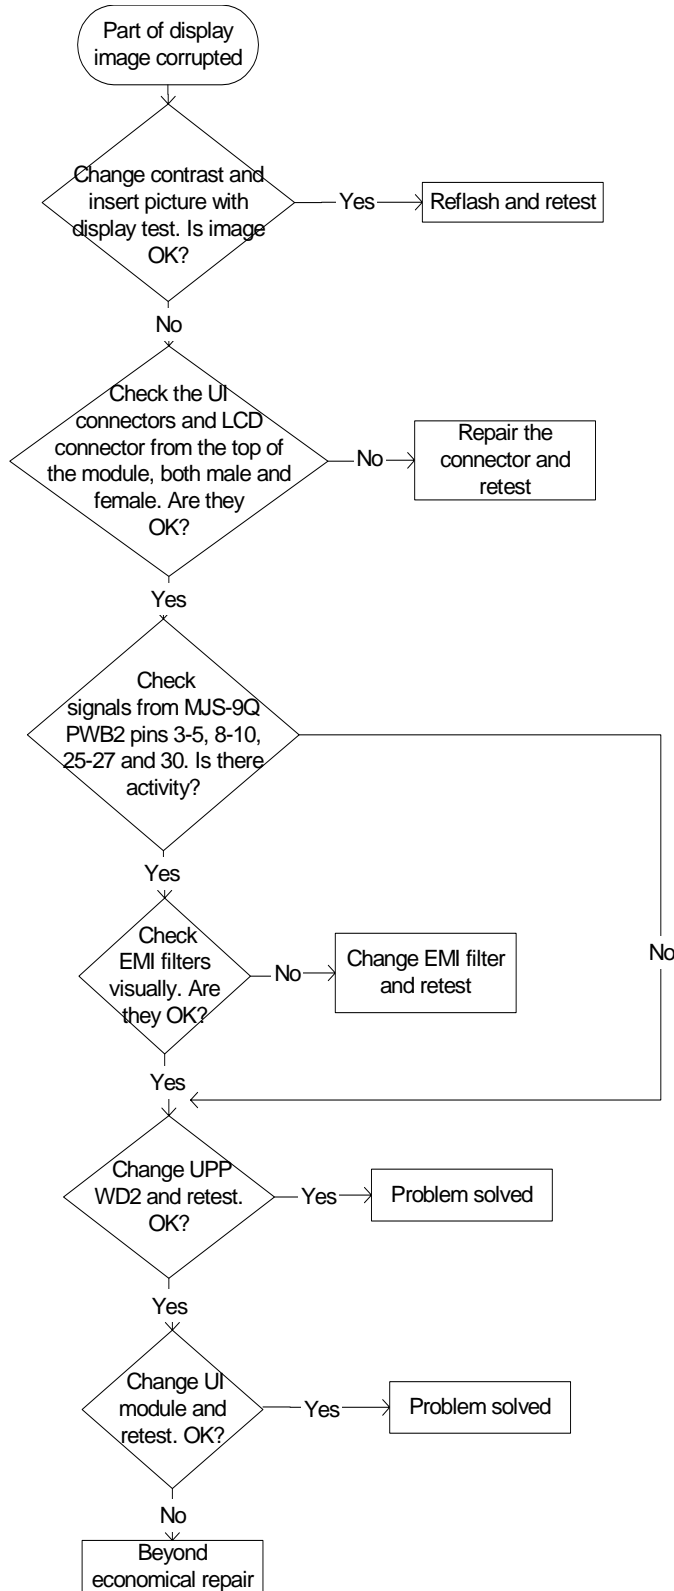 Part of display
image corrupted
Change contrast and
insert picture with
display test. Is image
OK?
Yes
Reflash and retest
No
Check the UI
connectors and LCD
connector from the top of
the module, both male and
female. Are they
OK?
No
Repair the
connector and
retest
Yes
Check
signals from MJS-9Q
PWB2 pins 3-5, 8-10,
25-27 and 30. Is there
activity?
No
Yes
Check
EMI filters
visually. Are
they OK?
No
Change EMI filter
and retest
Yes
Change UPP
WD2 and retest.
OK?
Yes
Problem solved
Yes
Change UI
module and
retest. OK?
Yes
Problem solved
No
Beyond
economical repair